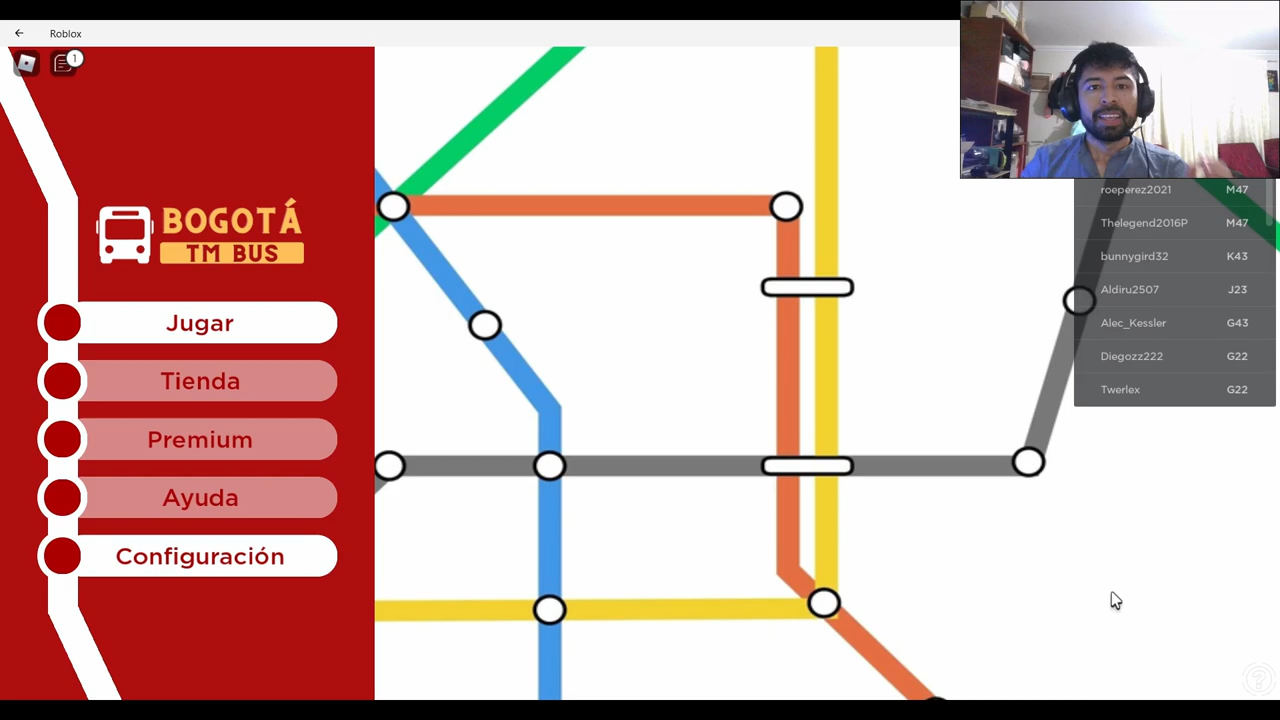 Roblox
1
BOGOTÁ
TM BUS
Jugar
Tienda
Premium
Ayuda
Configuración
roeperez2021 M47
Thelegend2016P M47
bunnygird32 K43
Aldiru2507 J23
Alec_Kessler G43
Diegozz222 G22
Twerlex G22
?